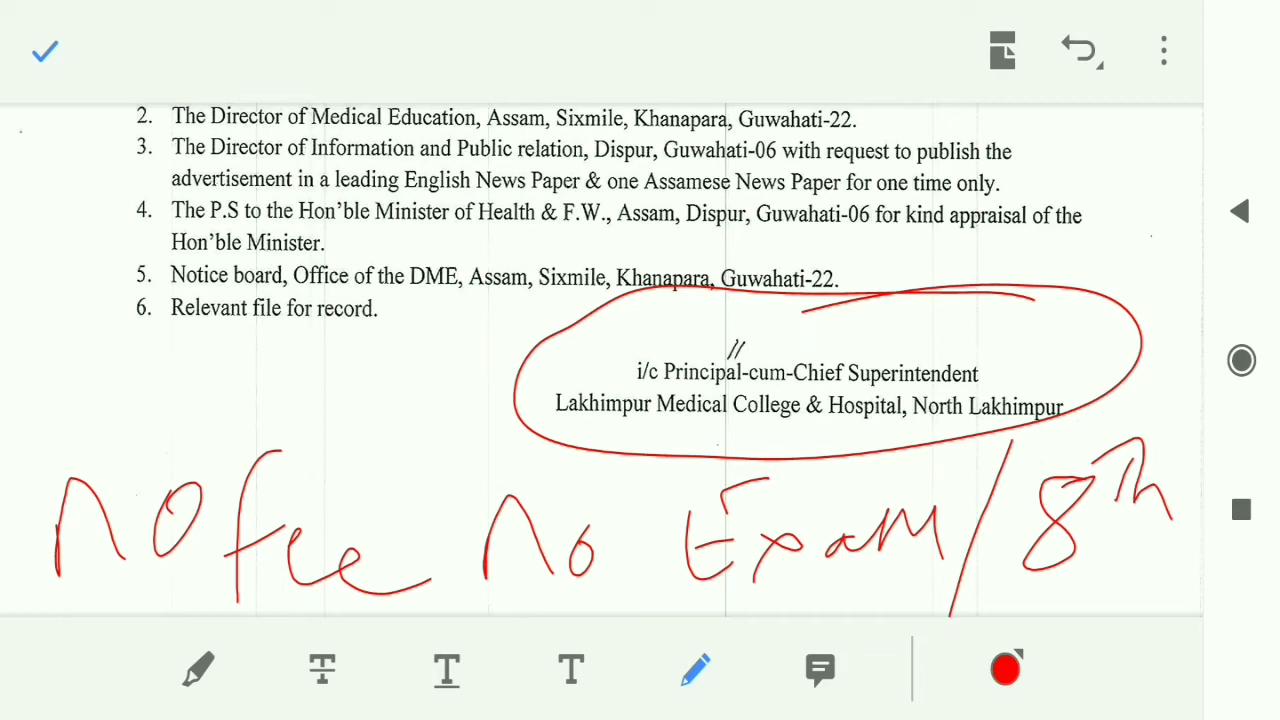 2. The Director of Medical Education, Assam, Sixmile, Khanapara, Guwahati-22.
3. The Director of Information and Public relation, Dispur, Guwahati-06 with request to publish the
advertisement in a leading English News Paper & one Assamese News Paper for one time only.
4. The P.S to the Hon'ble Minister of Health & F.W., Assam, Dispur, Guwahati-06 for kind appraisal of the
Hon'ble Minister.
5. Notice board, Office of the DME, Assam, Sixmile, Khanapara, Guwahati-22.
6. Relevant file for record.
i/c Principal-cum-Chief Superintendent
Lakhimpur Medical College & Hospital, North Lakhimpur
NO fee No Exam/8Th
T T T